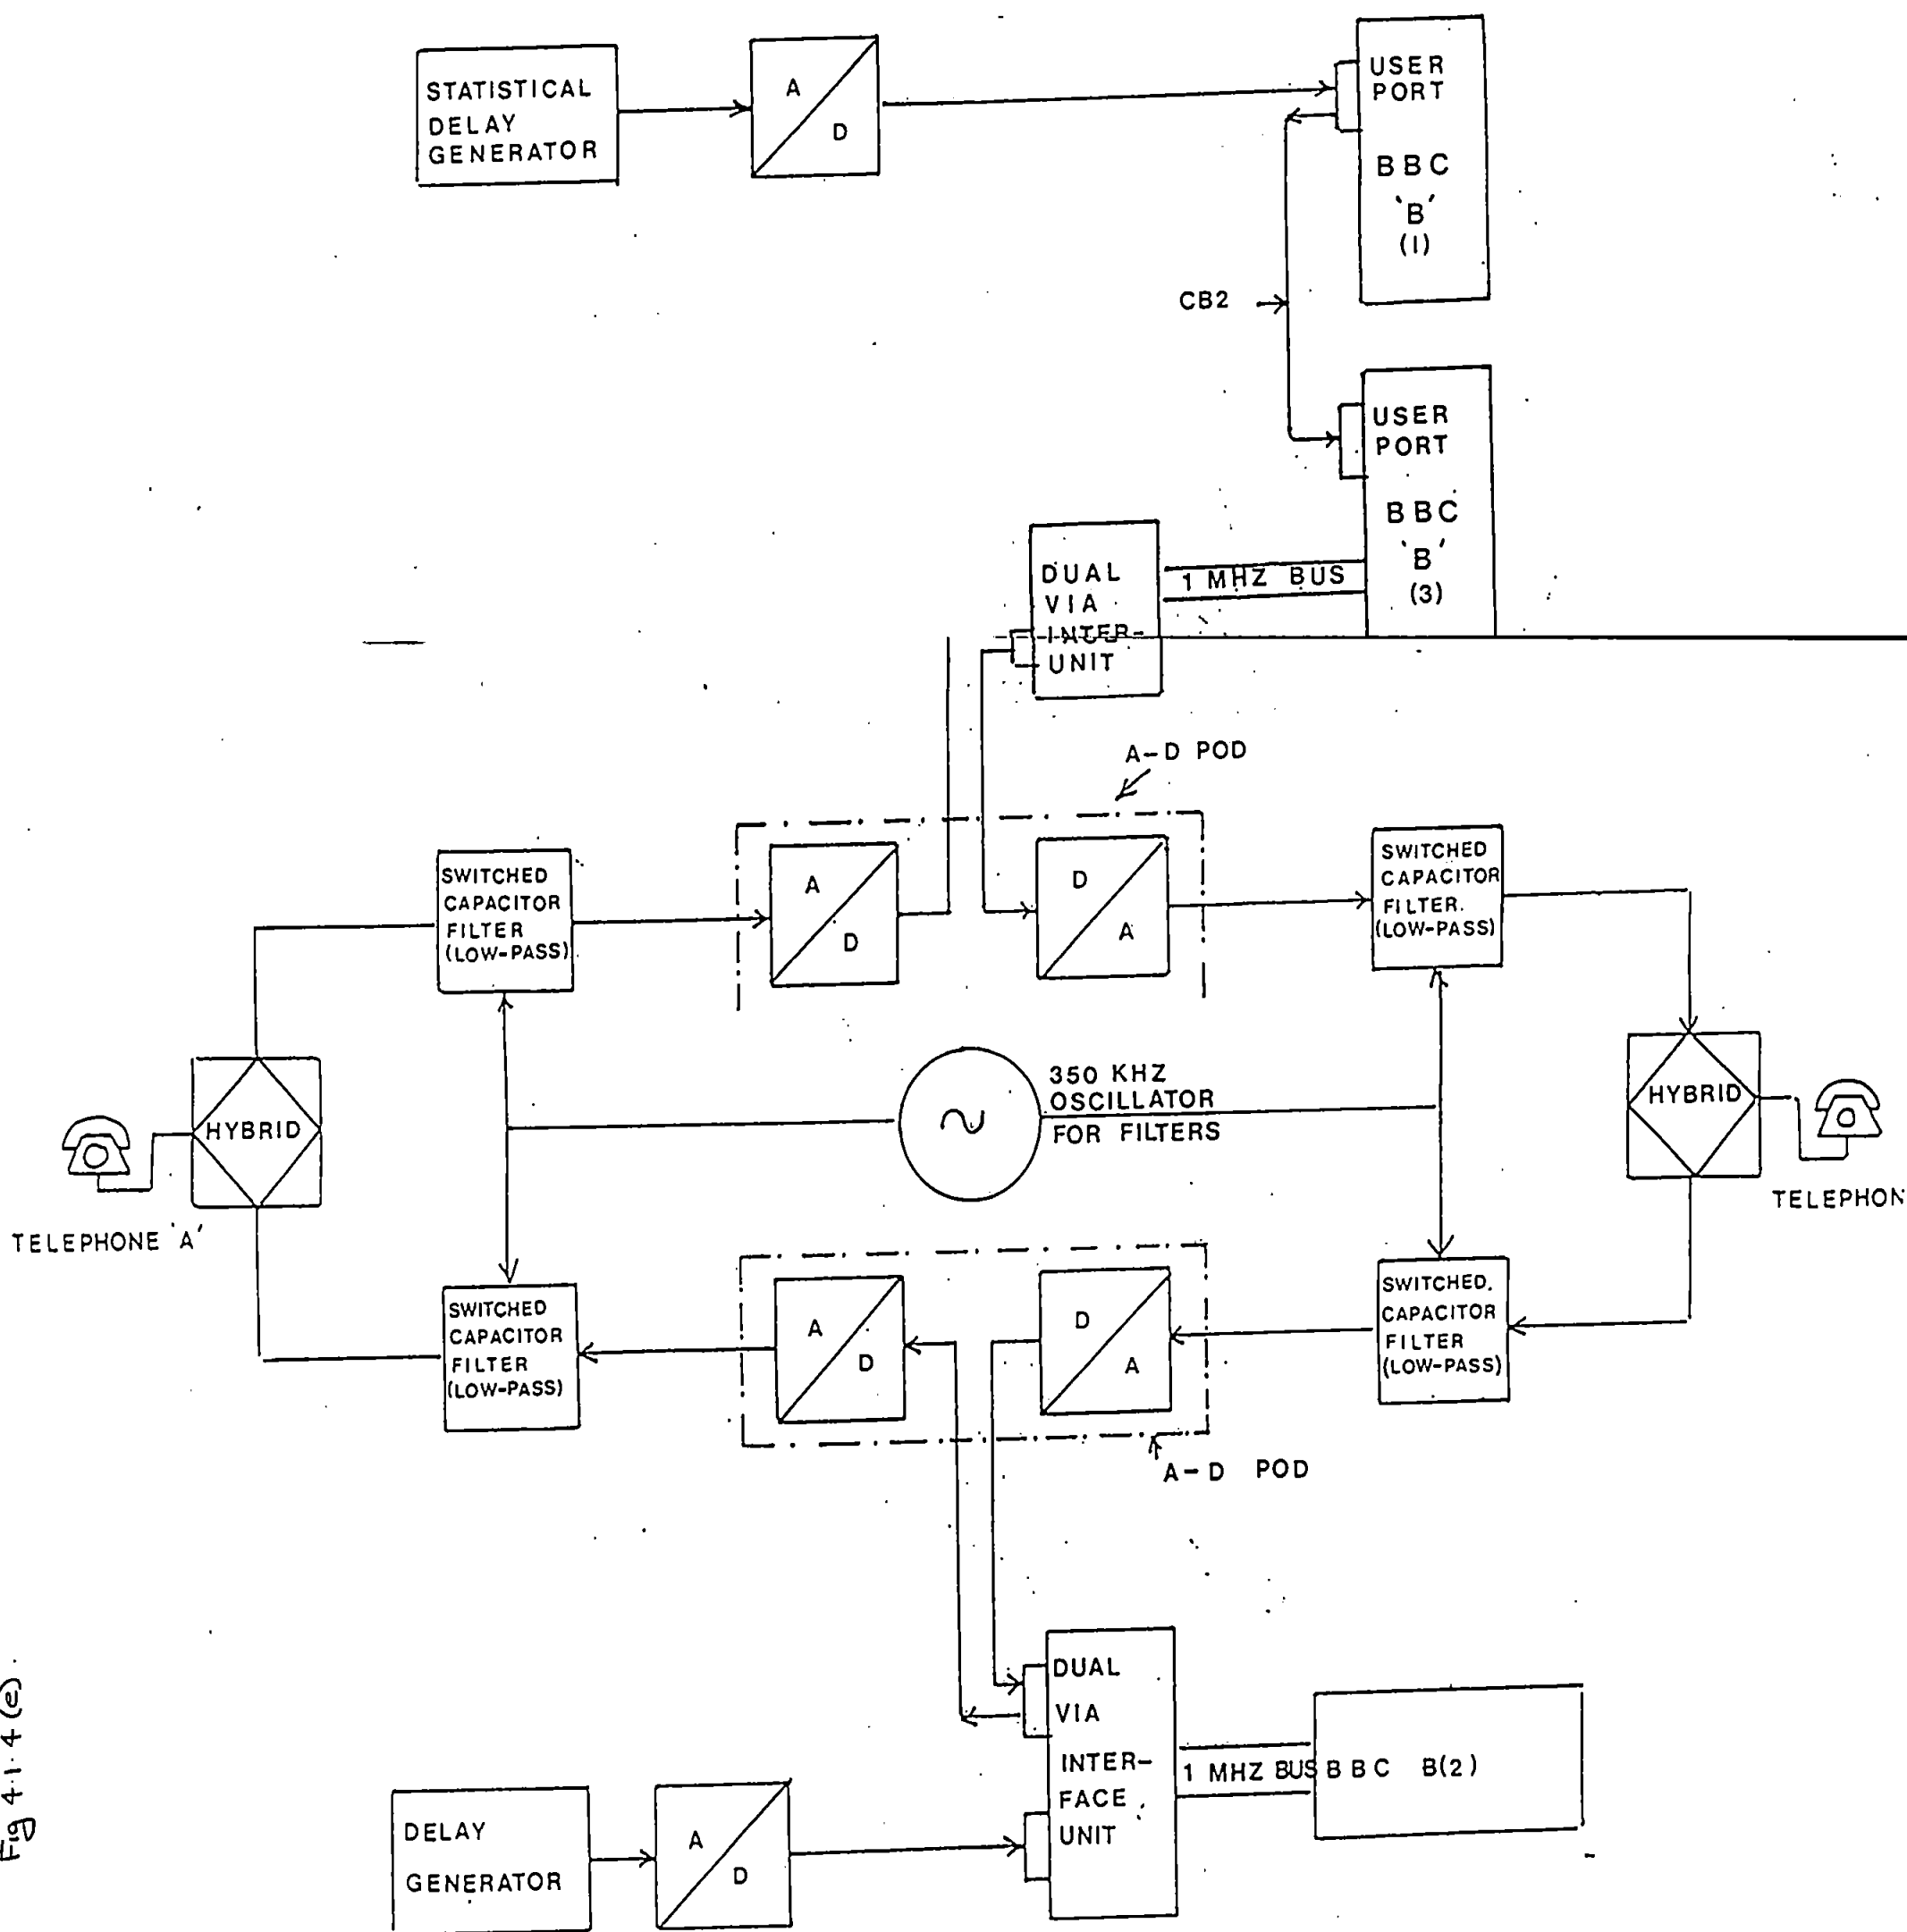 STATISTICAL
DELAY
GENERATOR
A
D
USER
PORT
BBC
'B'
(1)
CB2
USER
PORT
BBC
'B'
(3)
DUAL
VIA
INTER-
UNIT
1 MHZ BUS
A-D POD
SWITCHED
CAPACITOR
FILTER
(LOW-PASS)
A
D
D
A
SWITCHED
CAPACITOR
FILTER.
(LOW-PASS)
HYBRID
TELEPHONE 'A'
350 KHZ
OSCILLATOR
FOR FILTERS
HYBRID
TELEPHON
SWITCHED
CAPACITOR
FILTER
(LOW-PASS)
A
D
D
A
SWITCHED.
CAPACITOR
FILTER
(LOW-PASS)
A-D POD
DUAL
VIA
INTER-
FACE
UNIT
1 MHZ BUS
BBC B(2)
DELAY
GENERATOR
A
D
Fig 4.1.4(e).